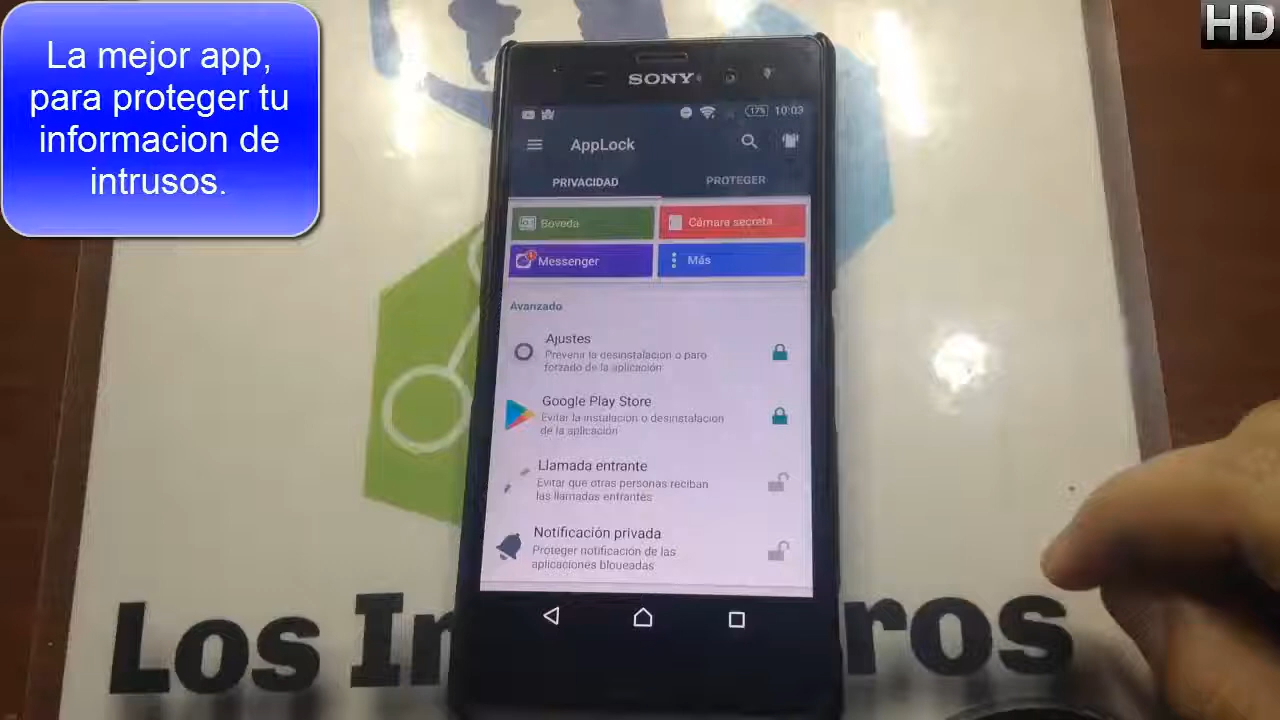 La mejor app,
para proteger tu
informacion de
intrusos.
HD
SONY
17% 10:03
AppLock
PRIVACIDAD
PROTEGER
Boveda
Cámara secreta
Messenger
Más
Avanzado
Ajustes
Prevenir la desinstalación o paro
forzado de la aplicación
Google Play Store
Evitar la instalación o desinstalación
de la aplicación
Llamada entrante
Evitar que otras personas reciban
las llamadas entrantes
Notificación privada
Proteger notificación de las
aplicaciones bloqueadas
Los